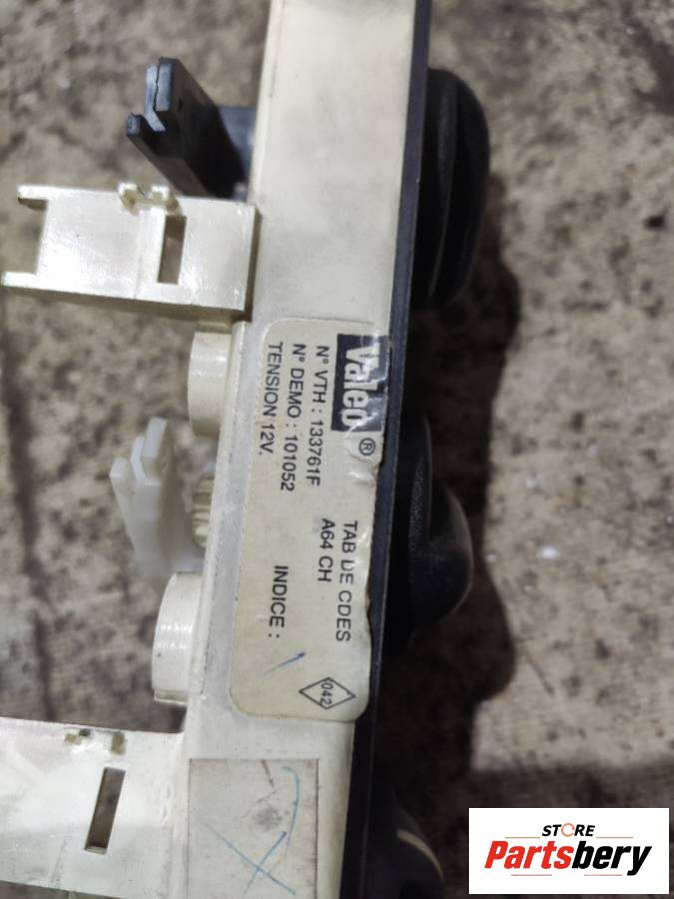 Valeo®
N° VTH : 133761F
N° DEMO : 101052
TENSION 12V.
TAB DE CDES
A64 CH
INDICE : /
042
STORE
Partsbery